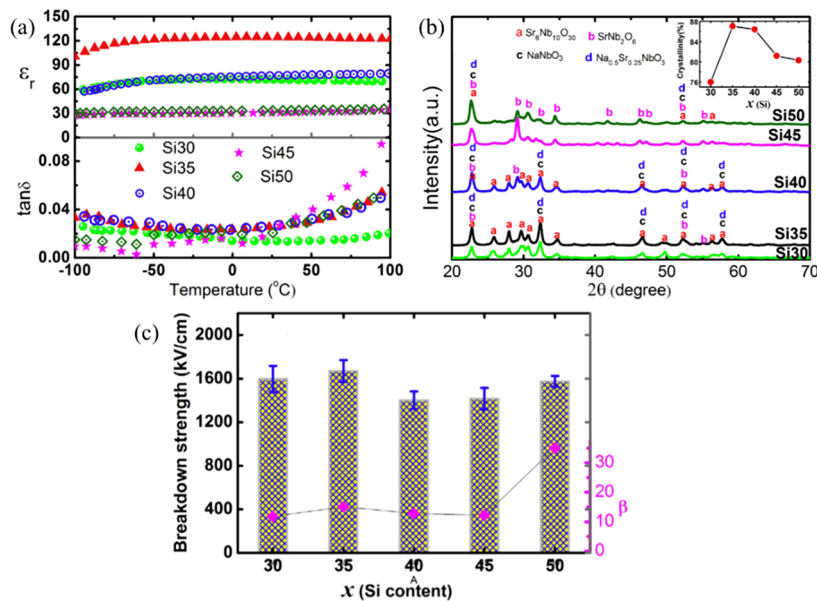 (a)
150
120
90
60
30
0
εr
Si30
Si35
Si40
Si45
Si50
0.08
0.04
0.00
tanδ
-100 -50 0 50 100
Temperature (°C)
(b)
a Sr6Nb10O30 b SrNb2O6
c NaNbO3 d Na0.5Sr0.25NbO3
Crystallinity(%)
88
84
80
76
30 35 40 45 50
x (Si)
Intensity(a.u.)
d
c
b
a
b b b b b b b
d
c
b
a
b a
Si50
Si45
d
c
b
a
a a b a a
d
c
a
a
d
c
a
d
c
b
a
a
d
c
a
Si40
d
c
b
a
a a a a
d
c
a
a
d
c
a
a
d
c
b
a
b a
d
c
a
Si35
Si30
20 30 40 50 60 70
2θ (degree)
(c)
2000
1600
1200
800
400
0
Breakdown strength (kV/cm)
30
20
10
0
β
30 35 40 45 50
A
x (Si content)